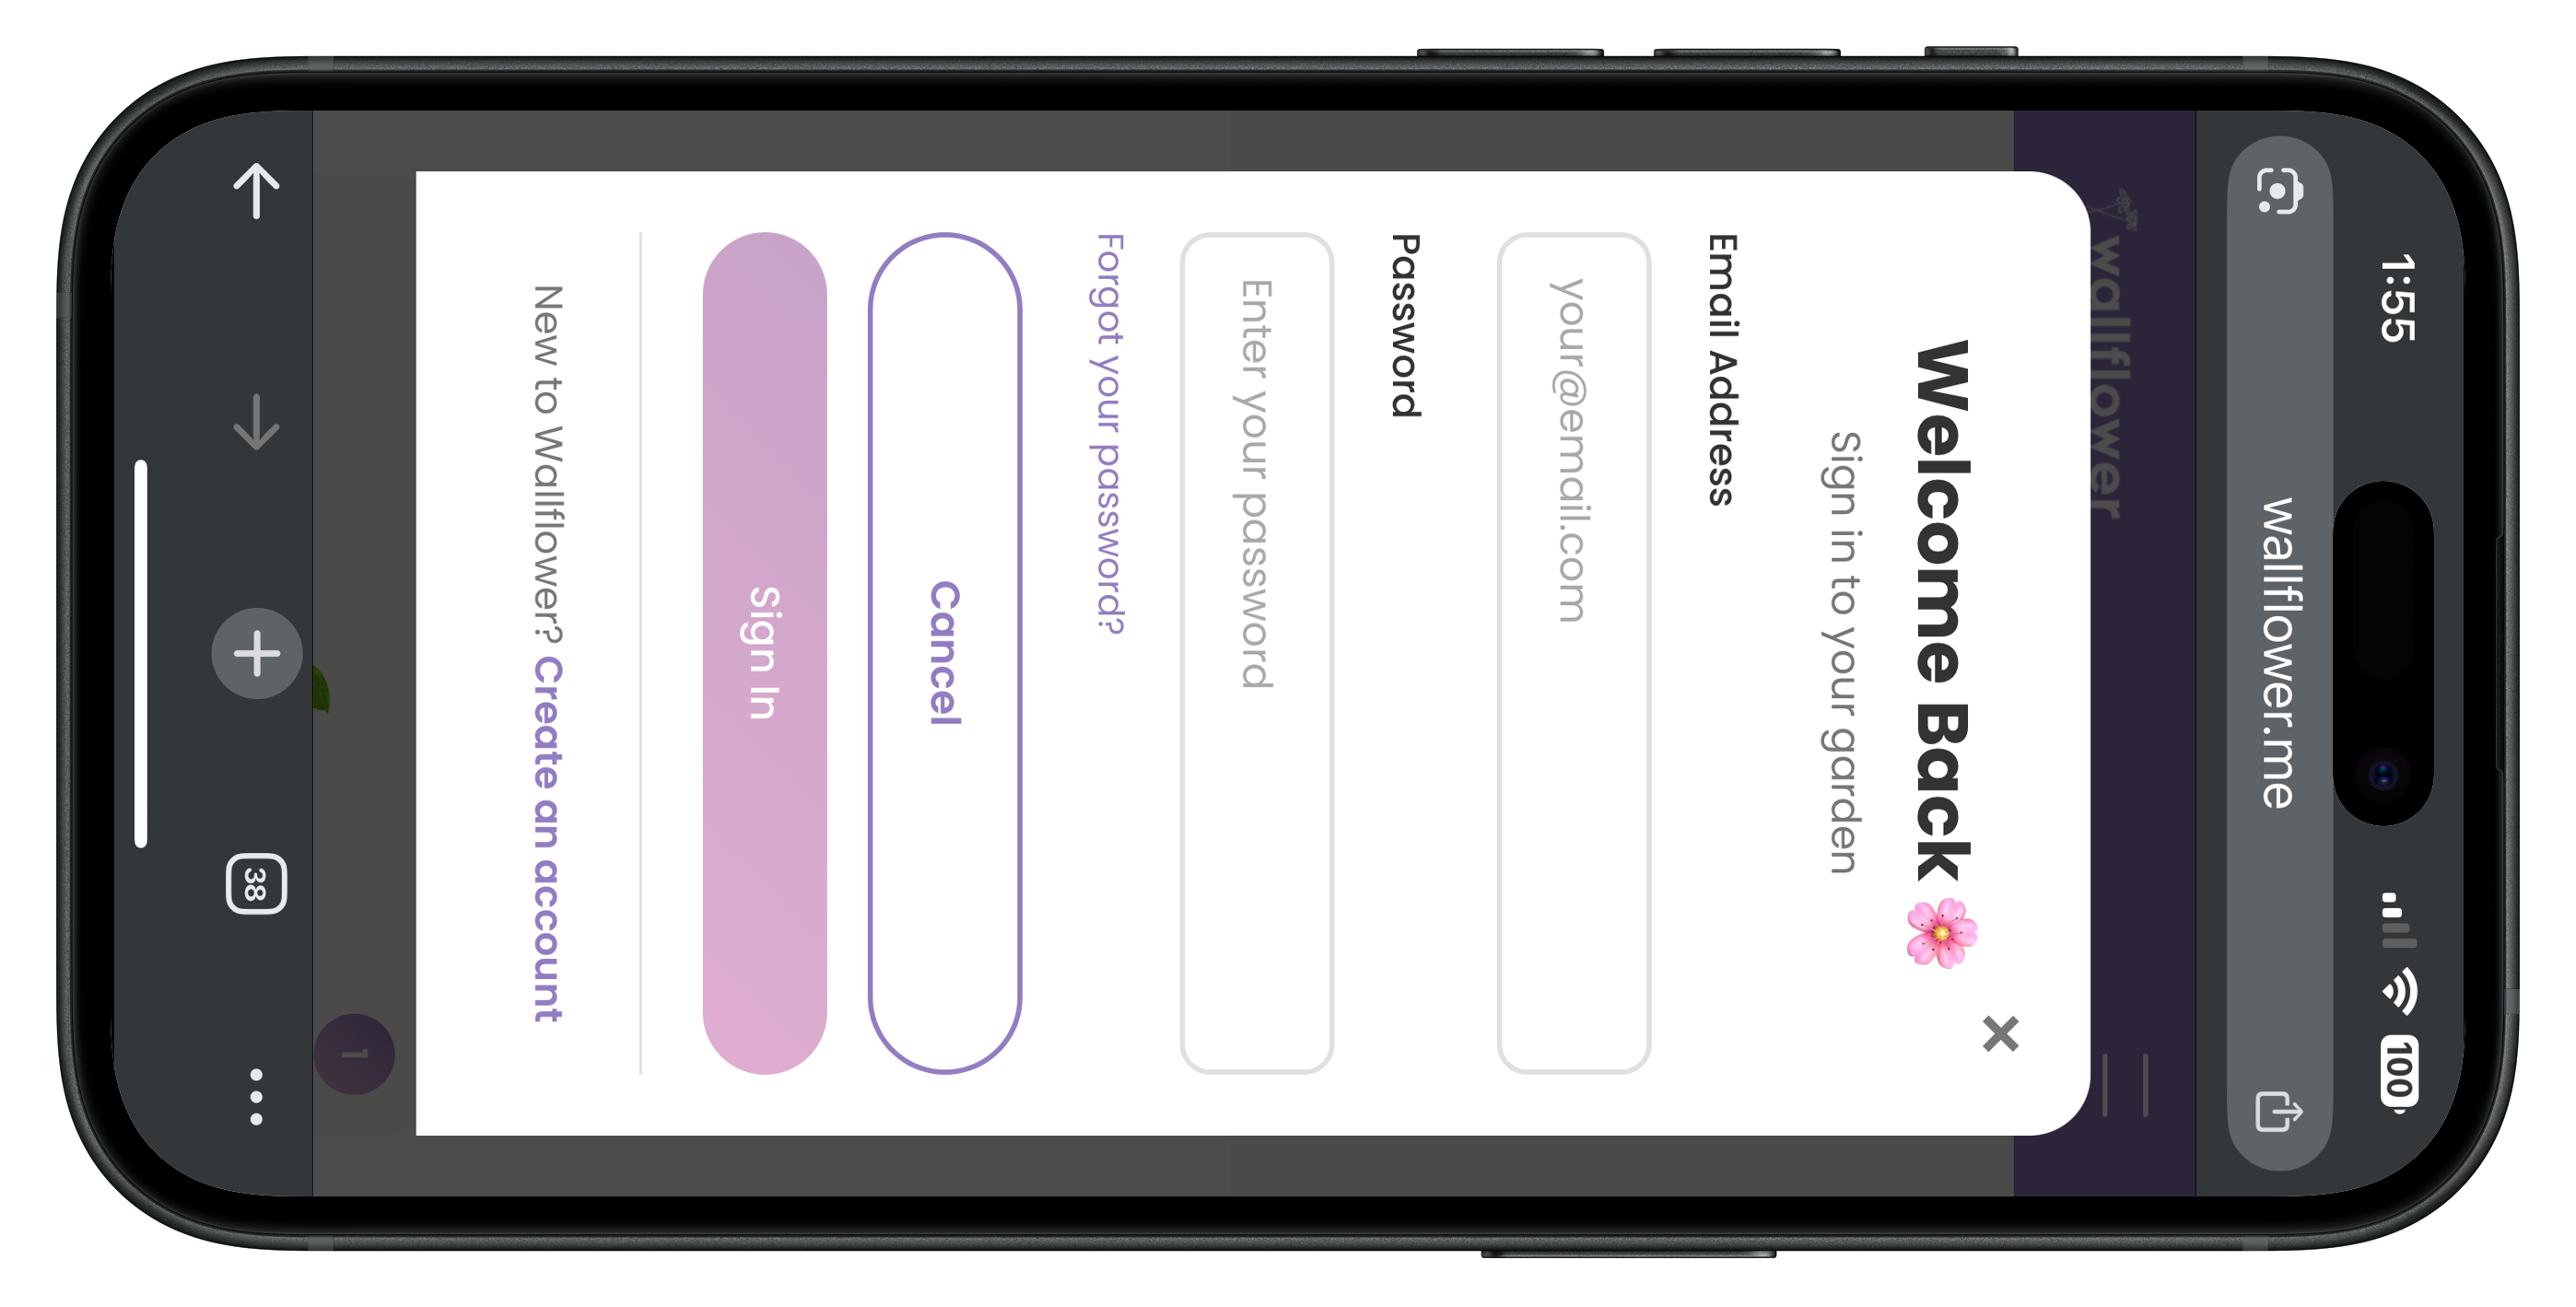 1:55
100
wallflower.me
wallflower
Welcome Back 🌸
Sign in to your garden
Email Address
your@email.com
Password
Enter your password
Forgot your password?
Cancel
Sign In
New to Wallflower? Create an account
1
38